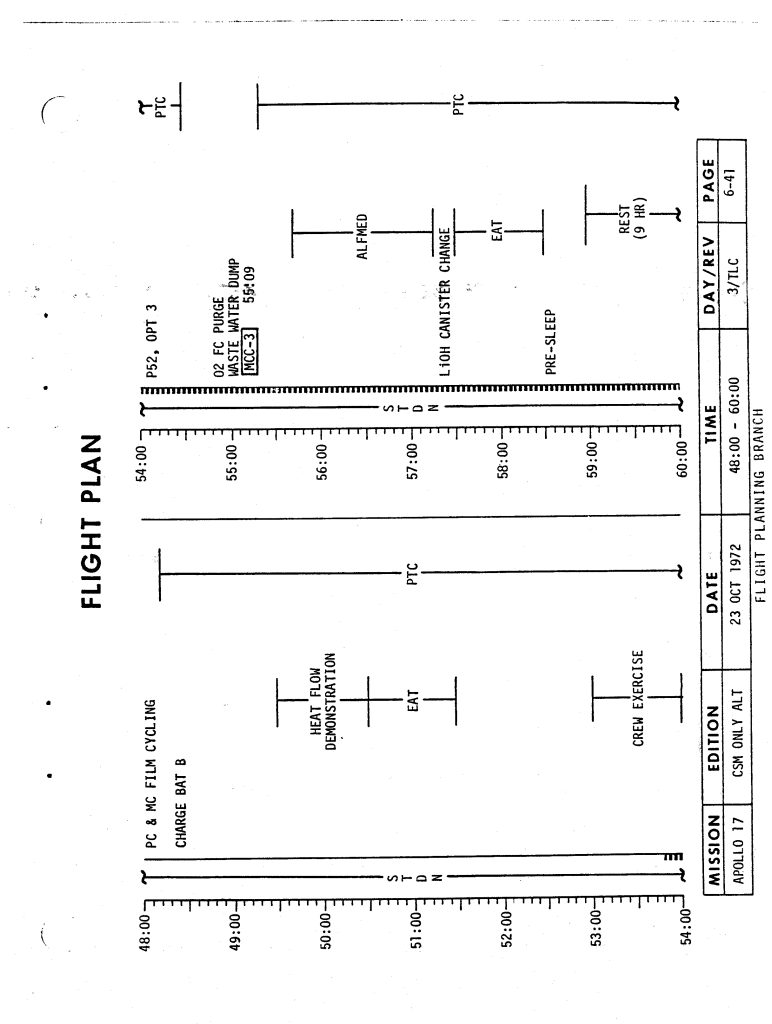 FLIGHT PLAN
48:00
49:00
50:00
51:00
52:00
53:00
54:00
STDN
PC & MC FILM CYCLING
CHARGE BAT B
HEAT FLOW
DEMONSTRATION
EAT
CREW EXERCISE
PTC
54:00
55:00
56:00
57:00
58:00
59:00
60:00
STDN
P52, OPT 3
O2 FC PURGE
WASTE WATER DUMP
MCC-3 55:09
ALFMED
LiOH CANISTER CHANGE
EAT
PRE-SLEEP
REST
(9 HR)
PTC
PTC
MISSION EDITION DATE TIME DAY/REV PAGE
APOLLO 17 CSM ONLY ALT 23 OCT 1972 48:00 - 60:00 3/TLC 6-41
FLIGHT PLANNING BRANCH